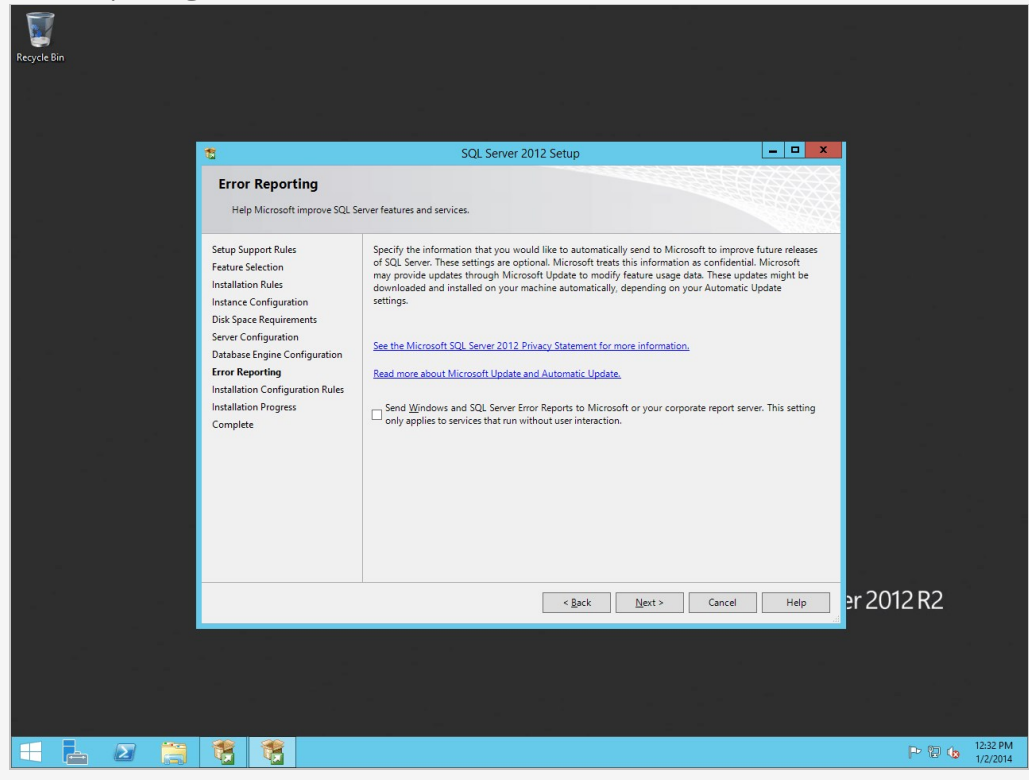 Recycle Bin
SQL Server 2012 Setup
Error Reporting
Help Microsoft improve SQL Server features and services.
Setup Support Rules
Feature Selection
Installation Rules
Instance Configuration
Disk Space Requirements
Server Configuration
Database Engine Configuration
Error Reporting
Installation Configuration Rules
Installation Progress
Complete
Specify the information that you would like to automatically send to Microsoft to improve future releases
of SQL Server. These settings are optional. Microsoft treats this information as confidential. Microsoft
may provide updates through Microsoft Update to modify feature usage data. These updates might be
downloaded and installed on your machine automatically, depending on your Automatic Update
settings.
See the Microsoft SQL Server 2012 Privacy Statement for more information.
Read more about Microsoft Update and Automatic Update.
Send Windows and SQL Server Error Reports to Microsoft or your corporate report server. This setting
only applies to services that run without user interaction.
< Back
Next >
Cancel
Help
er 2012 R2
12:32 PM
1/2/2014